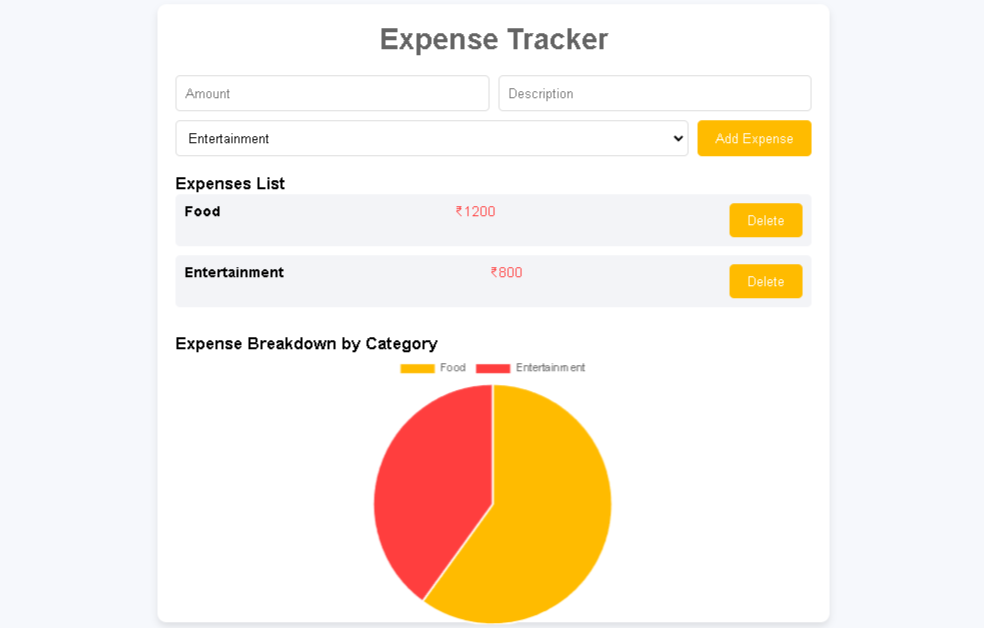 Expense Tracker
Amount
Description
Entertainment
Add Expense
Expenses List
Food ₹1200 Delete
Entertainment ₹800 Delete
Expense Breakdown by Category
Food Entertainment